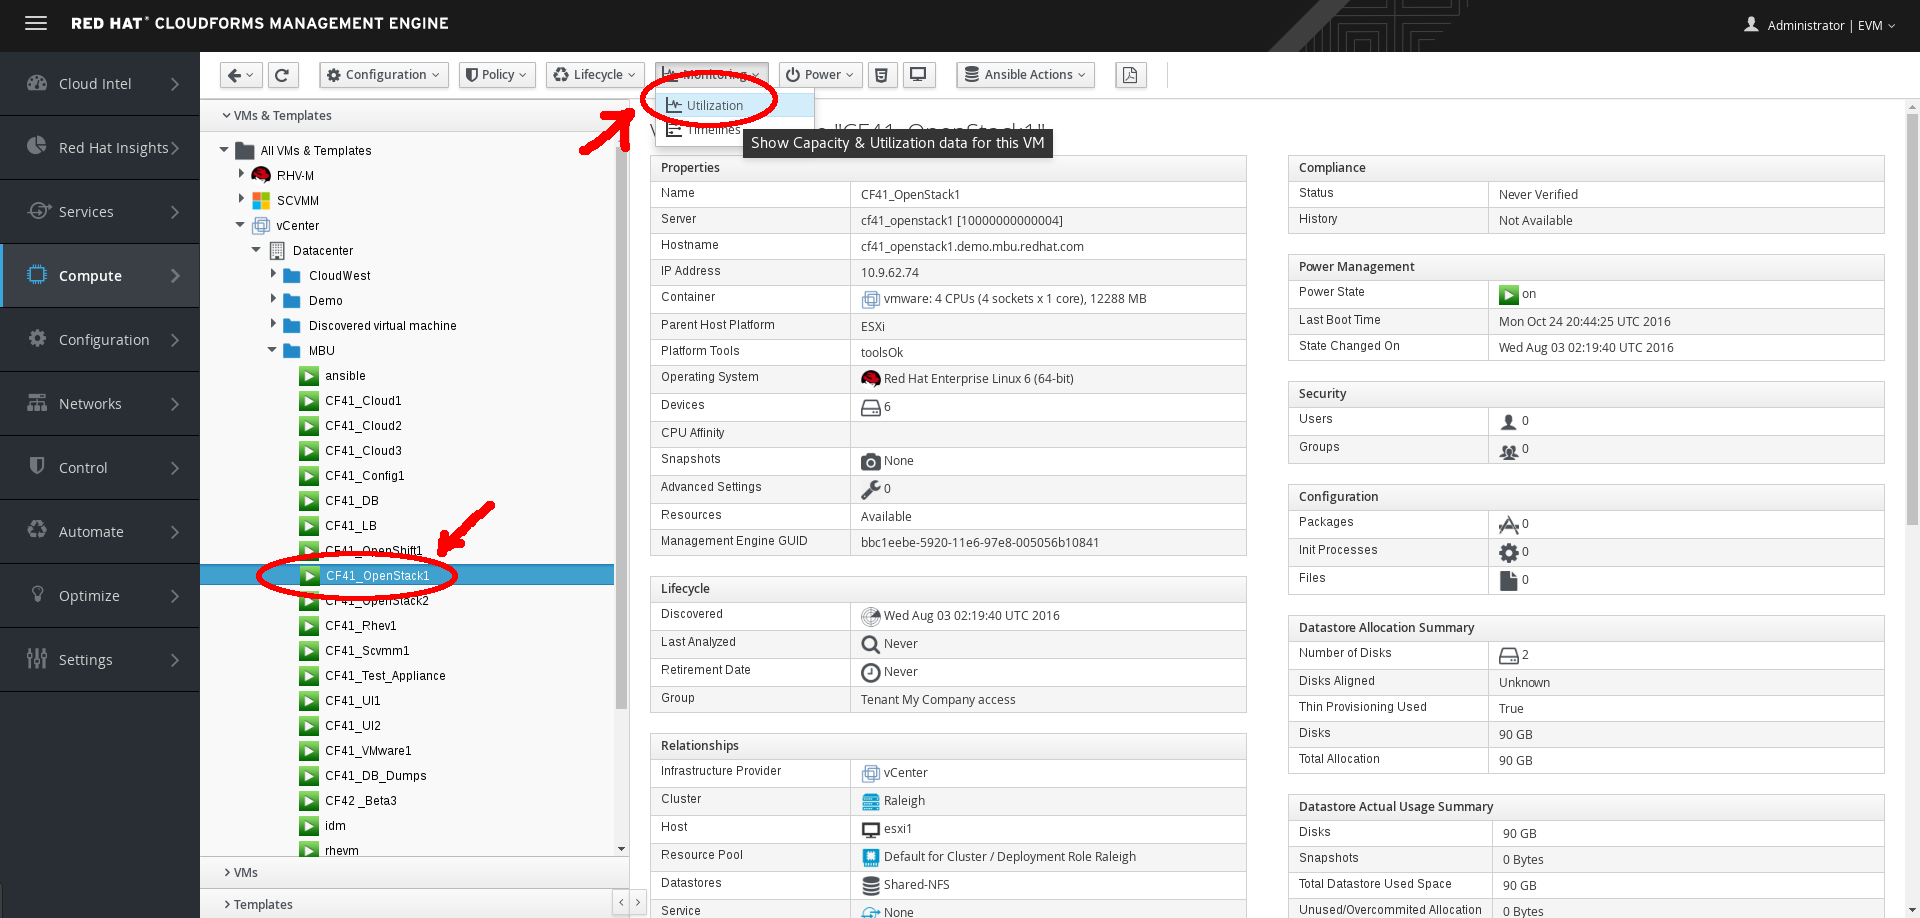 RED HAT® CLOUDFORMS MANAGEMENT ENGINE
Administrator | EVM
Cloud Intel
Red Hat Insights
Services
Compute
Configuration
Networks
Control
Automate
Optimize
Settings
Configuration
Policy
Lifecycle
Monitoring
Power
Ansible Actions
Utilization
Timelines
Show Capacity & Utilization data for this VM
"CF41_OpenStack1"
VMs & Templates
All VMs & Templates
RHV-M
SCVMM
vCenter
Datacenter
CloudWest
Demo
Discovered virtual machine
MBU
ansible
CF41_Cloud1
CF41_Cloud2
CF41_Cloud3
CF41_Config1
CF41_DB
CF41_LB
CF41_OpenShift1
CF41_OpenStack1
CF41_OpenStack2
CF41_Rhev1
CF41_Scvmm1
CF41_Test_Appliance
CF41_UI1
CF41_UI2
CF41_VMware1
CF41_DB_Dumps
CF42 _Beta3
idm
rhevm
VMs
Templates
Properties
Name CF41_OpenStack1
Server cf41_openstack1 [10000000000004]
Hostname cf41_openstack1.demo.mbu.redhat.com
IP Address 10.9.62.74
Container vmware: 4 CPUs (4 sockets x 1 core), 12288 MB
Parent Host Platform ESXi
Platform Tools toolsOk
Operating System Red Hat Enterprise Linux 6 (64-bit)
Devices 6
CPU Affinity
Snapshots None
Advanced Settings 0
Resources Available
Management Engine GUID bbc1eebe-5920-11e6-97e8-005056b10841
Lifecycle
Discovered Wed Aug 03 02:19:40 UTC 2016
Last Analyzed Never
Retirement Date Never
Group Tenant My Company access
Relationships
Infrastructure Provider vCenter
Cluster Raleigh
Host esxi1
Resource Pool Default for Cluster / Deployment Role Raleigh
Datastores Shared-NFS
Service None
Compliance
Status Never Verified
History Not Available
Power Management
Power State on
Last Boot Time Mon Oct 24 20:44:25 UTC 2016
State Changed On Wed Aug 03 02:19:40 UTC 2016
Security
Users 0
Groups 0
Configuration
Packages 0
Init Processes 0
Files 0
Datastore Allocation Summary
Number of Disks 2
Disks Aligned Unknown
Thin Provisioning Used True
Disks 90 GB
Total Allocation 90 GB
Datastore Actual Usage Summary
Disks 90 GB
Snapshots 0 Bytes
Total Datastore Used Space 90 GB
Unused/Overcommited Allocation 0 Bytes